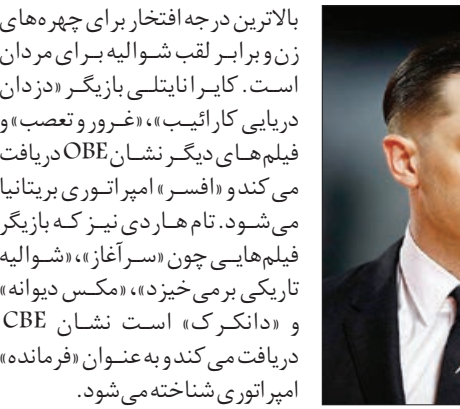 بالاترین درجه افتخار برای چهره‌های
زن و برابر لقب شوالیه برای مردان
است. کایرا نایتلی بازیگر «دزدان
دریایی کارائیب»، «غرور و تعصب» و
فیلم‌های دیگر نشان OBE دریافت
می‌کند و «افسر» امپراتوری بریتانیا
می‌شود. تام هاردی نیز که بازیگر
فیلم‌هایی چون «سرآغاز»، «شوالیه
تاریکی برمی‌خیزد»، «مکس دیوانه»
و «دانکرک» است نشان CBE
دریافت می‌کند و به عنوان «فرمانده»
امپراتوری شناخته می‌شود.